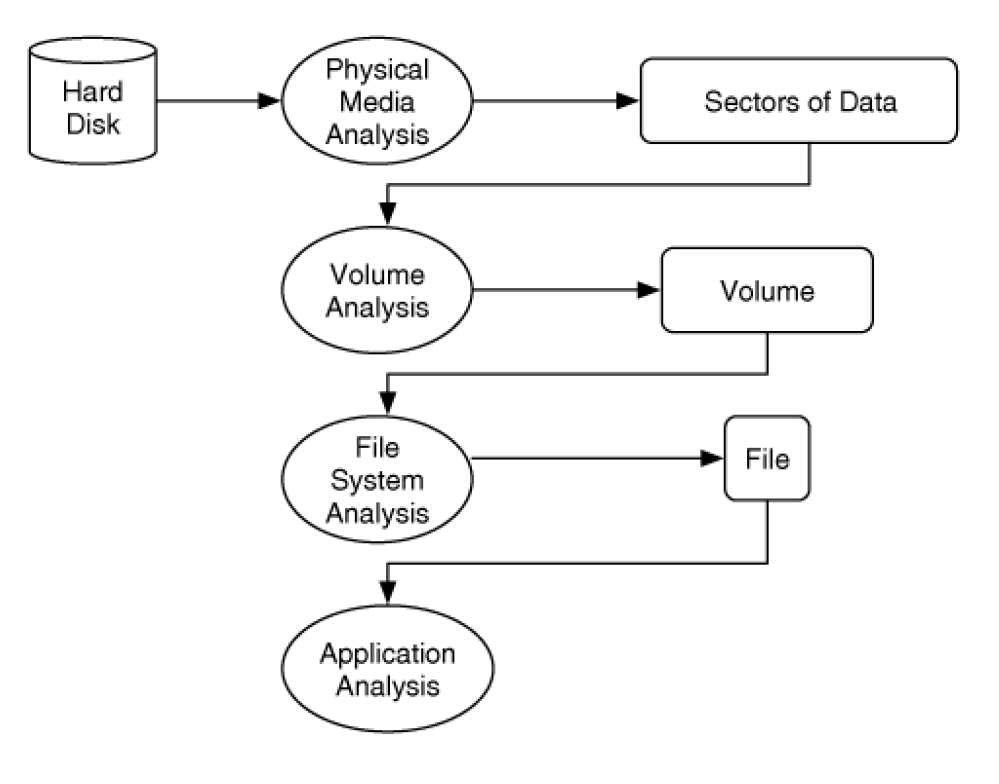 Hard
Disk
Physical
Media
Analysis
Sectors of Data
Volume
Analysis
Volume
File
System
Analysis
File
Application
Analysis